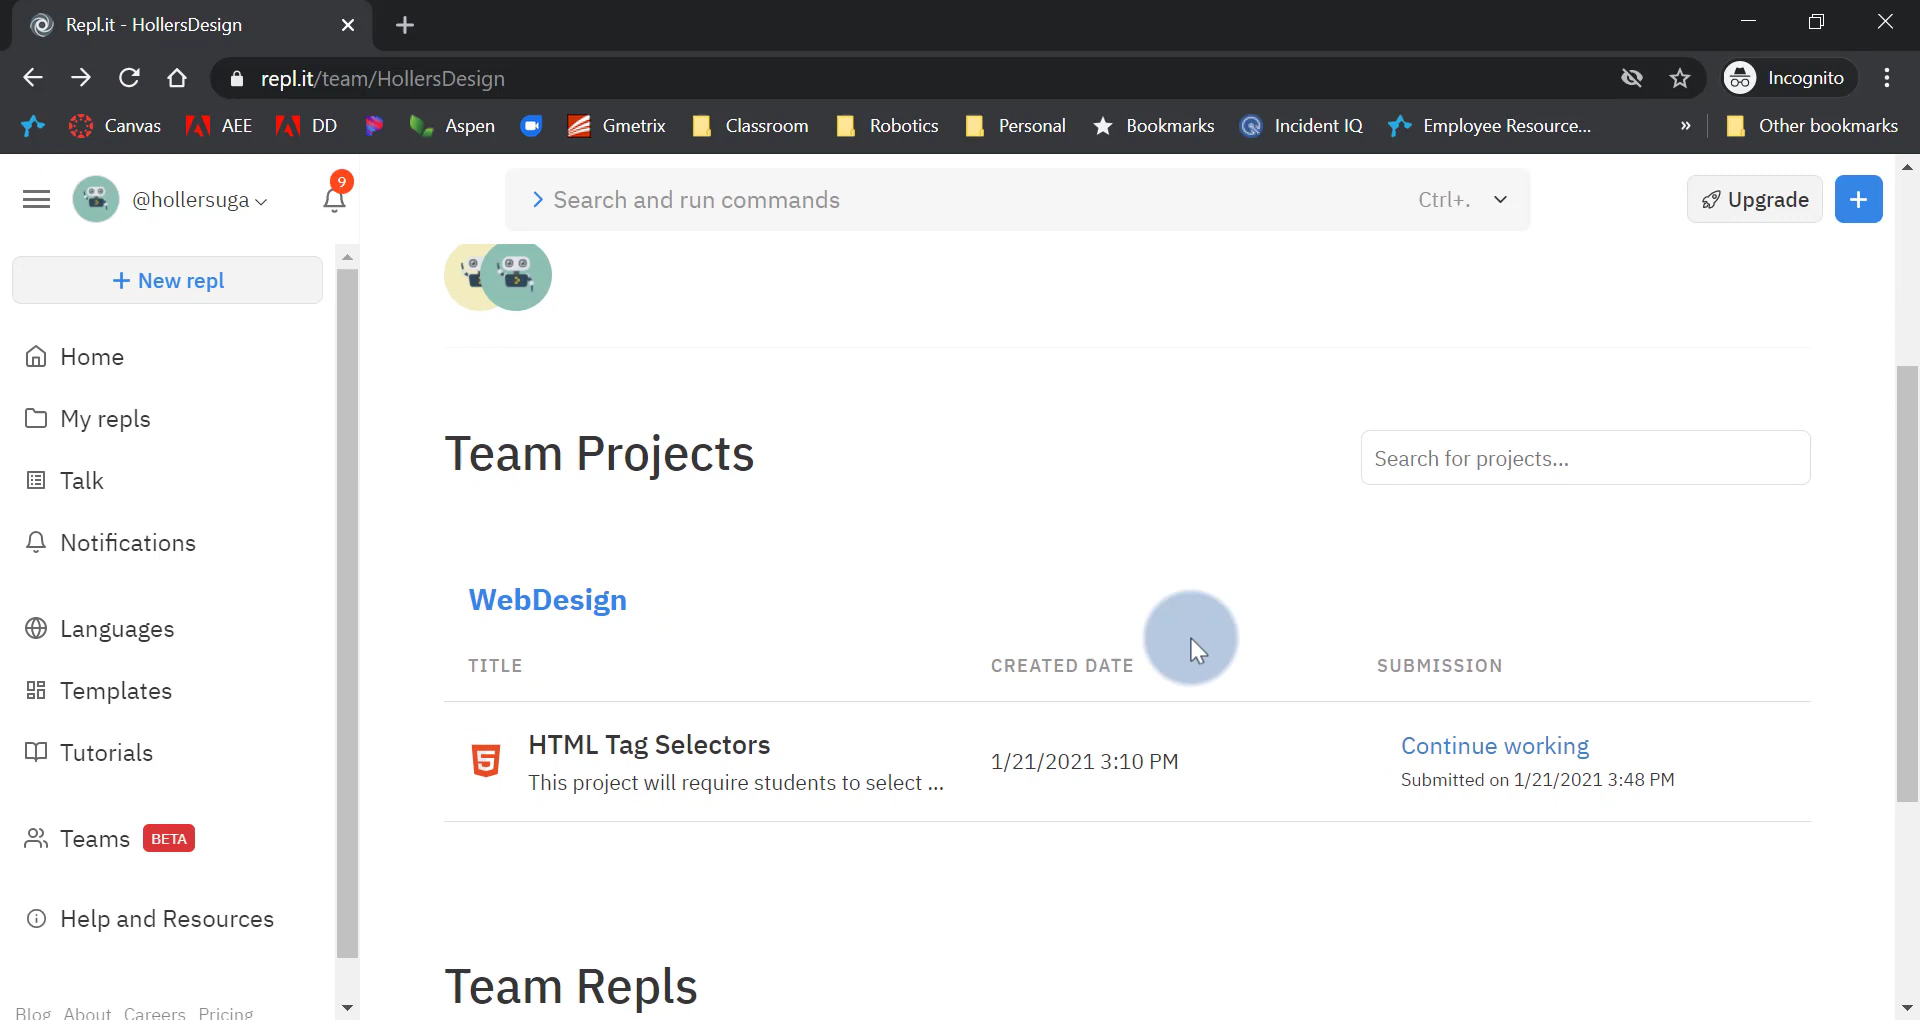 Repl.it - HollersDesign
repl.it/team/HollersDesign
Incognito
Canvas AEE DD Aspen Gmetrix Classroom Robotics Personal Bookmarks Incident IQ Employee Resource... » Other bookmarks
@hollersuga
9
Search and run commands
Ctrl+.
Upgrade
+ New repl
Home
My repls
Talk
Notifications
Languages
Templates
Tutorials
Teams BETA
Help and Resources
Blog About Careers Pricing
Team Projects
Search for projects...
WebDesign
TITLE CREATED DATE SUBMISSION
HTML Tag Selectors
This project will require students to select ...
1/21/2021 3:10 PM
Continue working
Submitted on 1/21/2021 3:48 PM
Team Repls